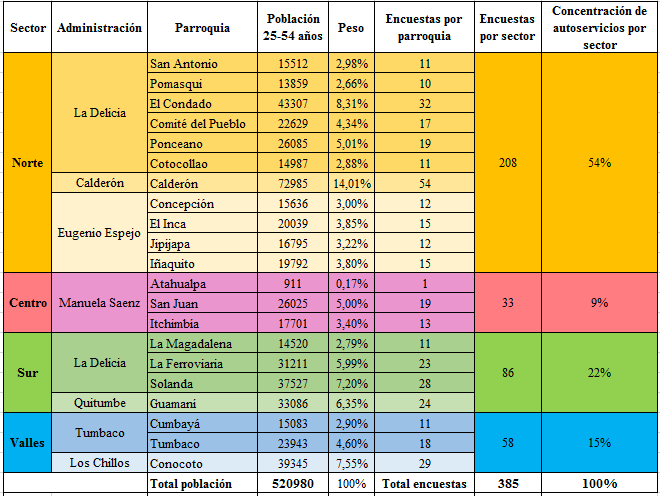 Sector Administración Parroquia Población 25-54 años Peso Encuestas por parroquia Encuestas por sector Concentración de autoservicios por sector
Norte La Delicia San Antonio 15512 2,98% 11 208 54%
Pomasqui 13859 2,66% 10
El Condado 43307 8,31% 32
Comité del Pueblo 22629 4,34% 17
Ponceano 26085 5,01% 19
Cotocollao 14987 2,88% 11
Calderón Calderón 72985 14,01% 54
Eugenio Espejo Concepción 15636 3,00% 12
El Inca 20039 3,85% 15
Jipijapa 16795 3,22% 12
Iñaquito 19792 3,80% 15
Centro Manuela Saenz Atahualpa 911 0,17% 1 33 9%
San Juan 26025 5,00% 19
Itchimbia 17701 3,40% 13
Sur La Delicia La Magadalena 14520 2,79% 11 86 22%
La Ferroviaria 31211 5,99% 23
Solanda 37527 7,20% 28
Quitumbe Guamaní 33086 6,35% 24
Valles Tumbaco Cumbayá 15083 2,90% 11 58 15%
Tumbaco 23943 4,60% 18
Los Chillos Conocoto 39345 7,55% 29
Total población 520980 100% Total encuestas 385 100%